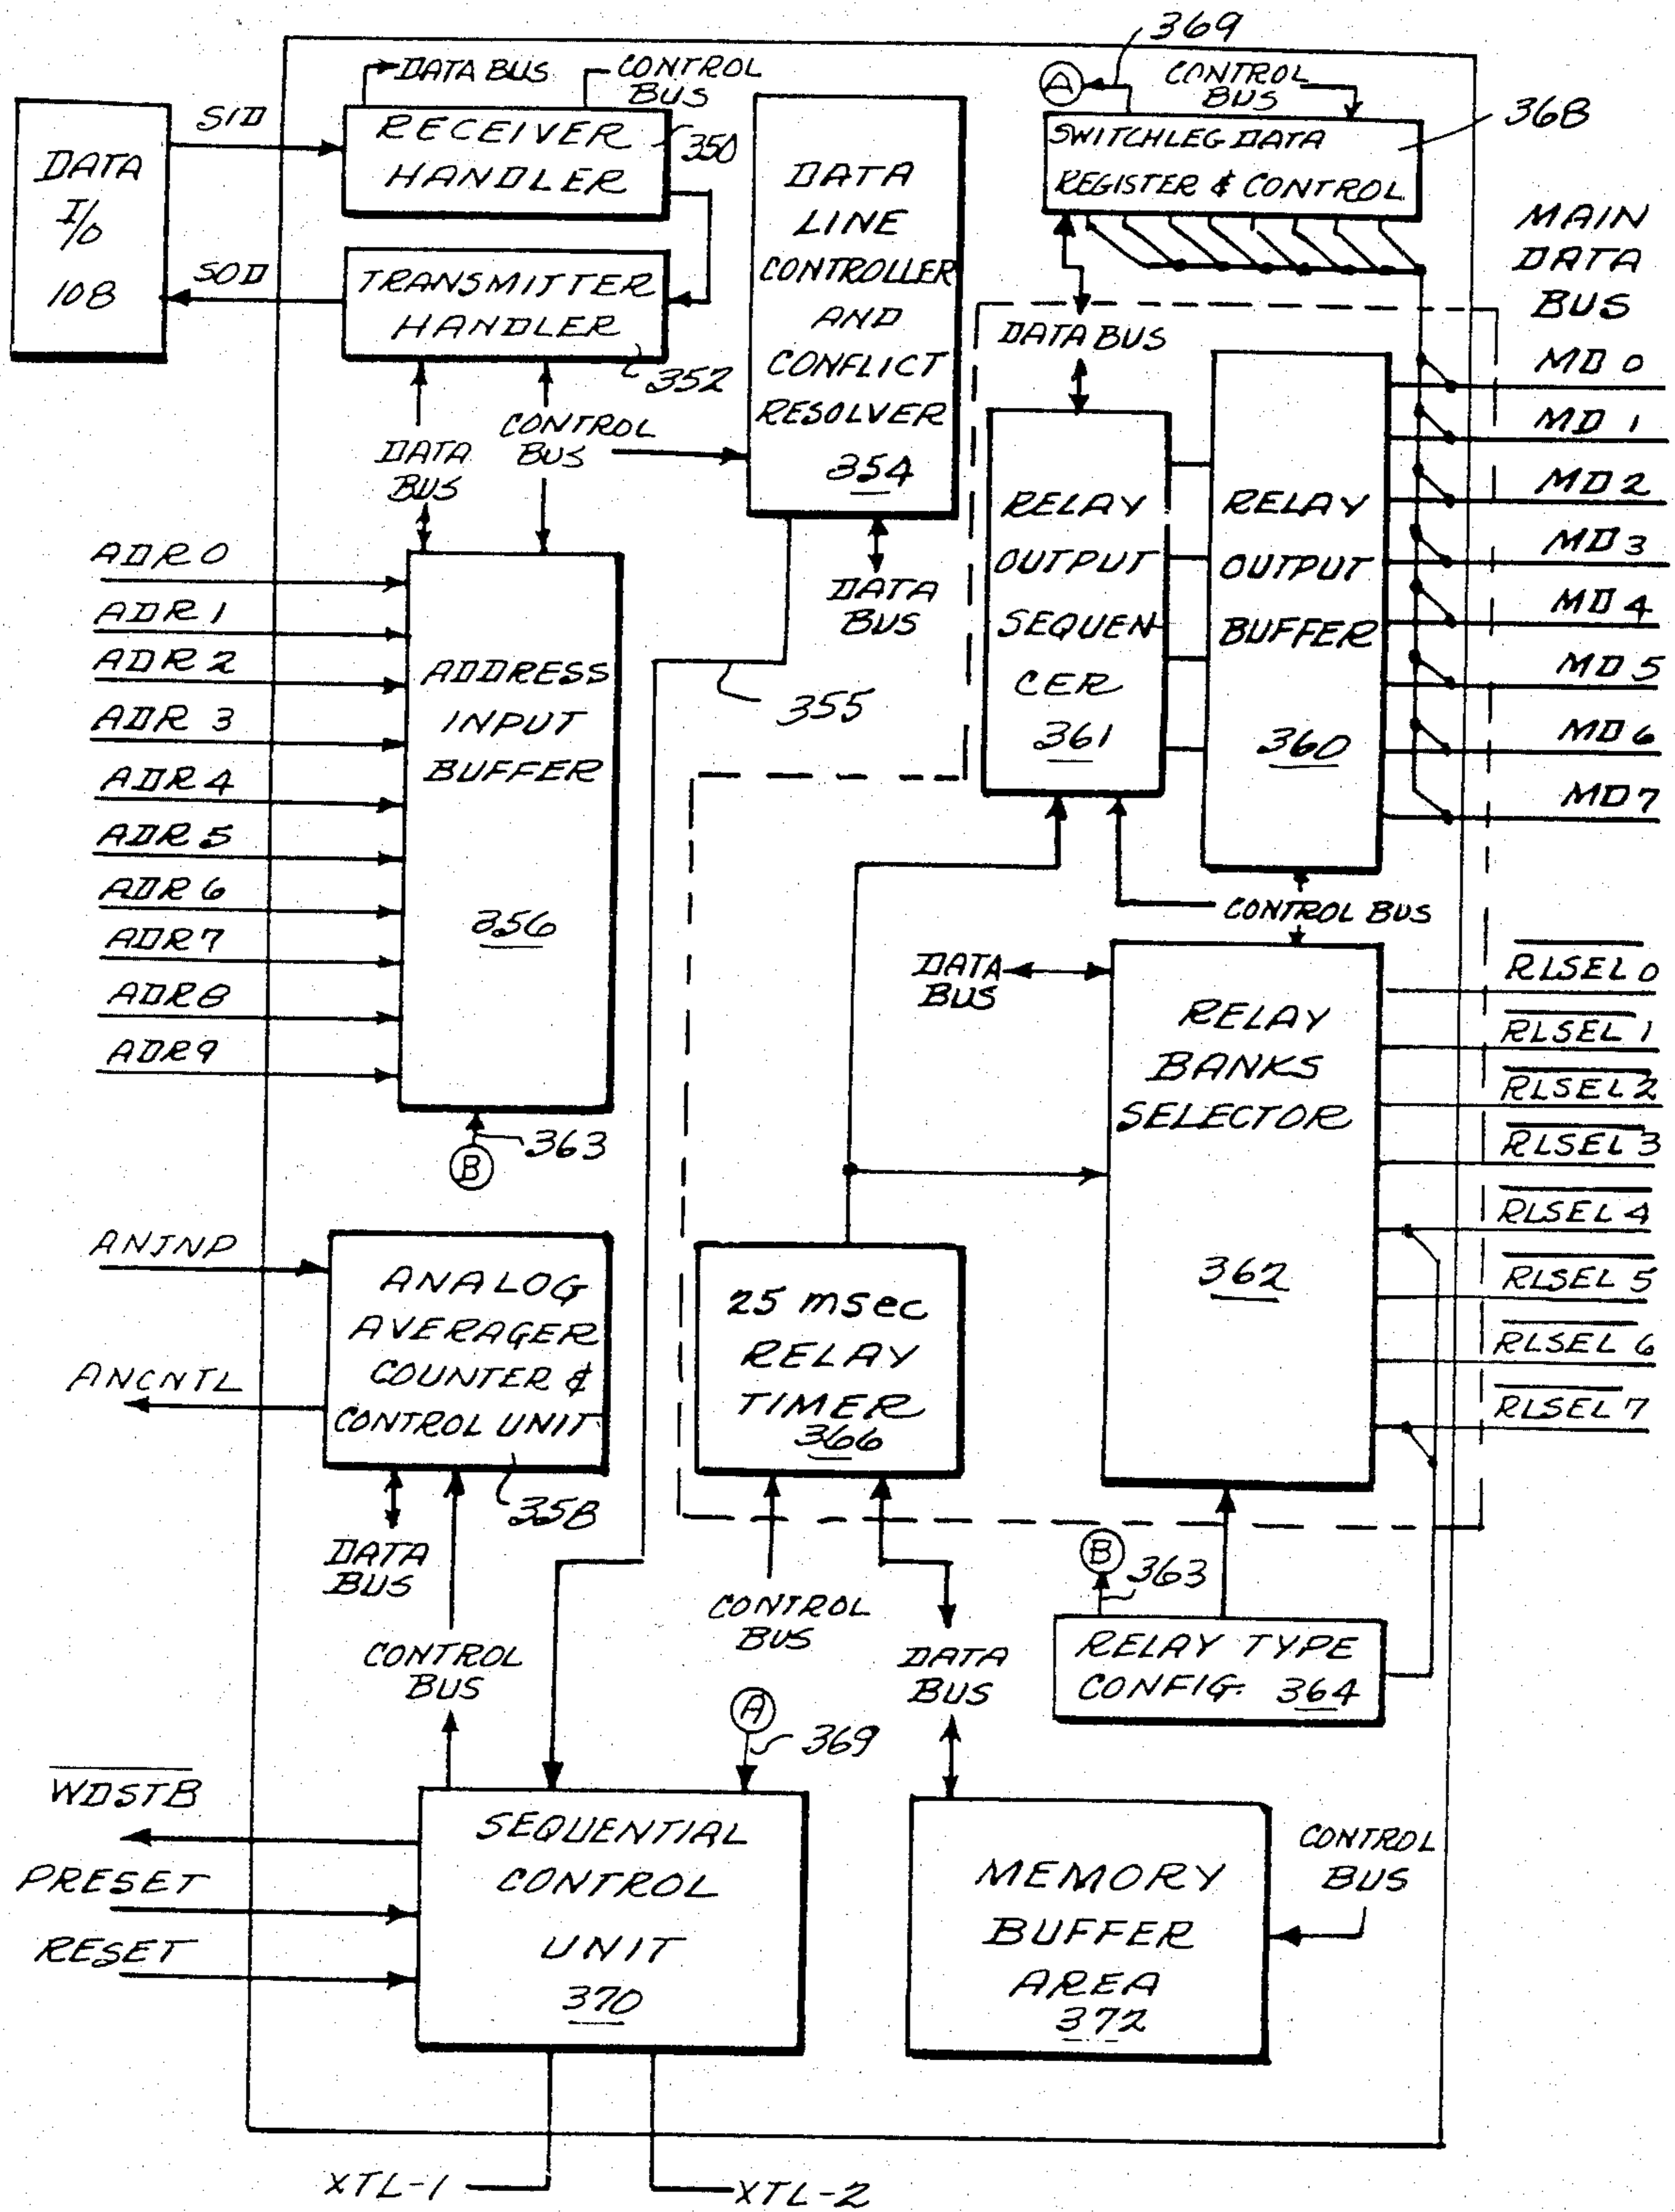 369
DATA BUS
CONTROL
BUS
A
CONTROL
BUS
368
DATA
I/O
108
SID
SOD
RECEIVER
HANDLER
350
TRANSMITTER
HANDLER
352
DATA
LINE
CONTROLLER
AND
CONFLICT
RESOLVER
354
SWITCHLEG DATA
REGISTER & CONTROL
MAIN
DATA
BUS
DATA BUS
MD 0
MD 1
MD 2
MD 3
MD 4
MD 5
MD 6
MD 7
DATA
BUS
CONTROL
BUS
DATA
BUS
355
RELAY
OUTPUT
SEQUEN
CER
361
RELAY
OUTPUT
BUFFER
360
CONTROL BUS
ADR 0
ADR 1
ADR 2
ADR 3
ADR 4
ADR 5
ADR 6
ADR 7
ADR 8
ADR 9
ADDRESS
INPUT
BUFFER
356
B
363
DATA
BUS
RELAY
BANKS
SELECTOR
362
RLSEL 0
RLSEL 1
RLSEL 2
RLSEL 3
RLSEL 4
RLSEL 5
RLSEL 6
RLSEL 7
ANINP
ANCNTL
ANALOG
AVERAGER
COUNTER &
CONTROL UNIT
358
DATA
BUS
CONTROL
BUS
25 msec
RELAY
TIMER
366
CONTROL
BUS
DATA
BUS
B
363
RELAY TYPE
CONFIG. 364
A
369
WDSTB
PRESET
RESET
SEQUENTIAL
CONTROL
UNIT
370
MEMORY
BUFFER
AREA
372
CONTROL
BUS
XTL-1
XTL-2